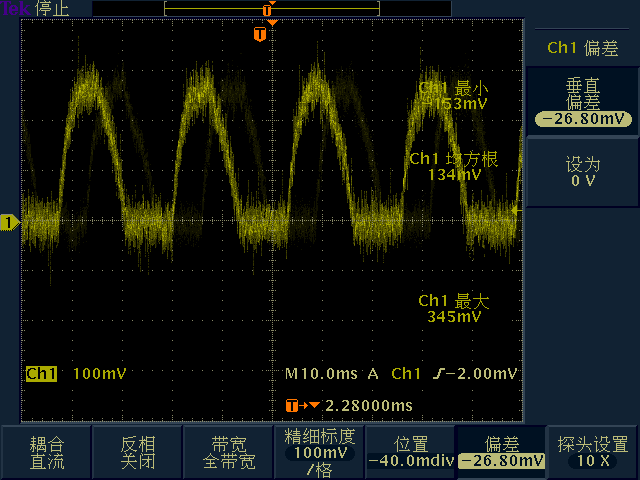 Tek 停止
T
T
Ch1 偏差
垂直
偏差
-26.80mV
设为
0 V
Ch1 最小
-153mV
Ch1 均方根
134mV
1
Ch1 最大
345mV
Ch1 100mV M10.0ms A Ch1 -2.00mV
T 2.28000ms
耦合
直流
反相
关闭
带宽
全带宽
精细标度
100mV
/格
位置
-40.0mdiv
偏差
-26.80mV
探头设置
10 X